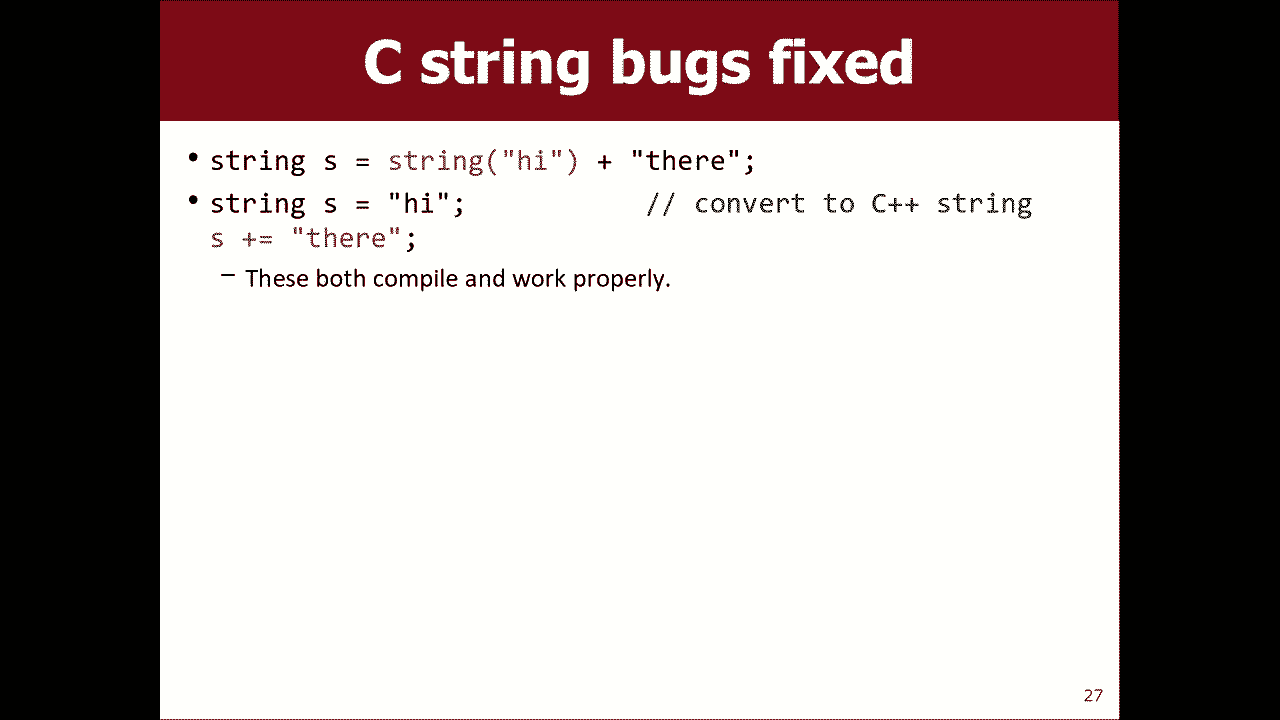 C string bugs fixed
• string s = string("hi") + "there";
• string s = "hi"; // convert to C++ string
s += "there";
– These both compile and work properly.
27